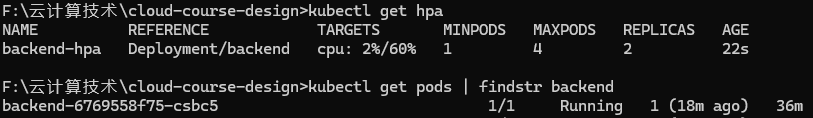 F:\云计算技术\cloud-course-design>kubectl get hpa
NAME REFERENCE TARGETS MINPODS MAXPODS REPLICAS AGE
backend-hpa Deployment/backend cpu: 2%/60% 1 4 2 22s
F:\云计算技术\cloud-course-design>kubectl get pods | findstr backend
backend-6769558f75-csbc5 1/1 Running 1 (18m ago) 36m